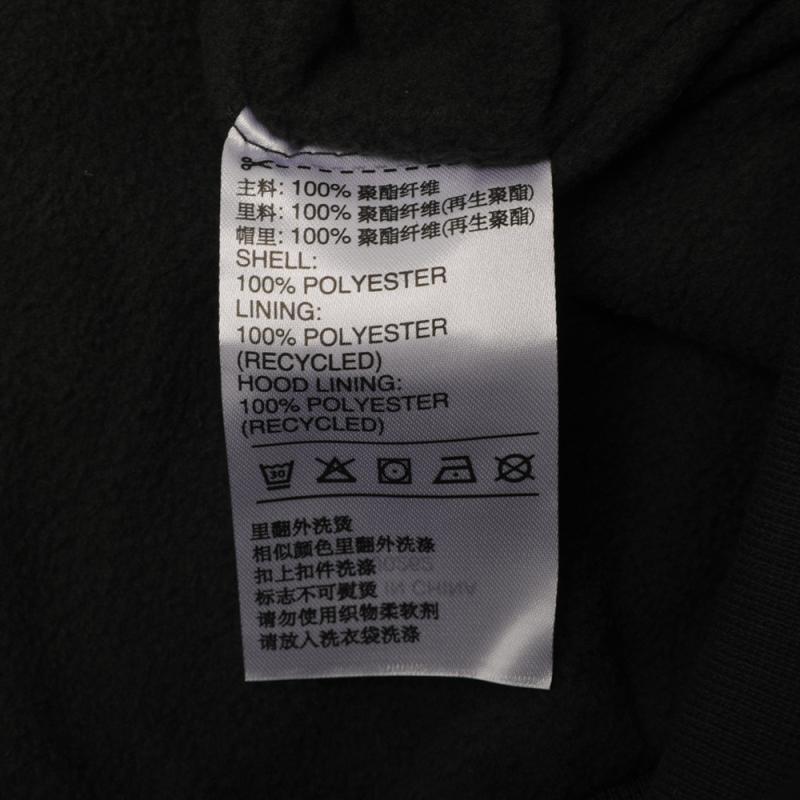 主料: 100% 聚酯纤维
里料: 100% 聚酯纤维(再生聚酯)
帽里: 100% 聚酯纤维(再生聚酯)
SHELL:
100% POLYESTER
LINING:
100% POLYESTER
(RECYCLED)
HOOD LINING:
100% POLYESTER
(RECYCLED)
30
里翻外洗烫
相似颜色里翻外洗涤
扣上扣件洗涤
标志不可熨烫
IN CHINA
请勿使用织物柔软剂
请放入洗衣袋洗涤